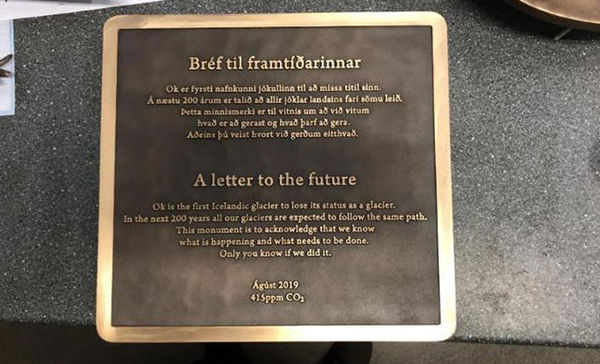 Bréf til framtíðarinnar
Ok er fyrsti nafnkunni jökullinn til að missa titil sinn.
Á næstu 200 árum er talið að allir jöklar landsins fari sömu leið.
Þetta minnismerki er til vitnis um að við vitum
hvað er að gerast og hvað þarf að gera.
Aðeins þú veist hvort við gerðum eitthvað.
A letter to the future
Ok is the first Icelandic glacier to lose its status as a glacier.
In the next 200 years all our glaciers are expected to follow the same path.
This monument is to acknowledge that we know
what is happening and what needs to be done.
Only you know if we did it.
Ágúst 2019
415ppm CO₂